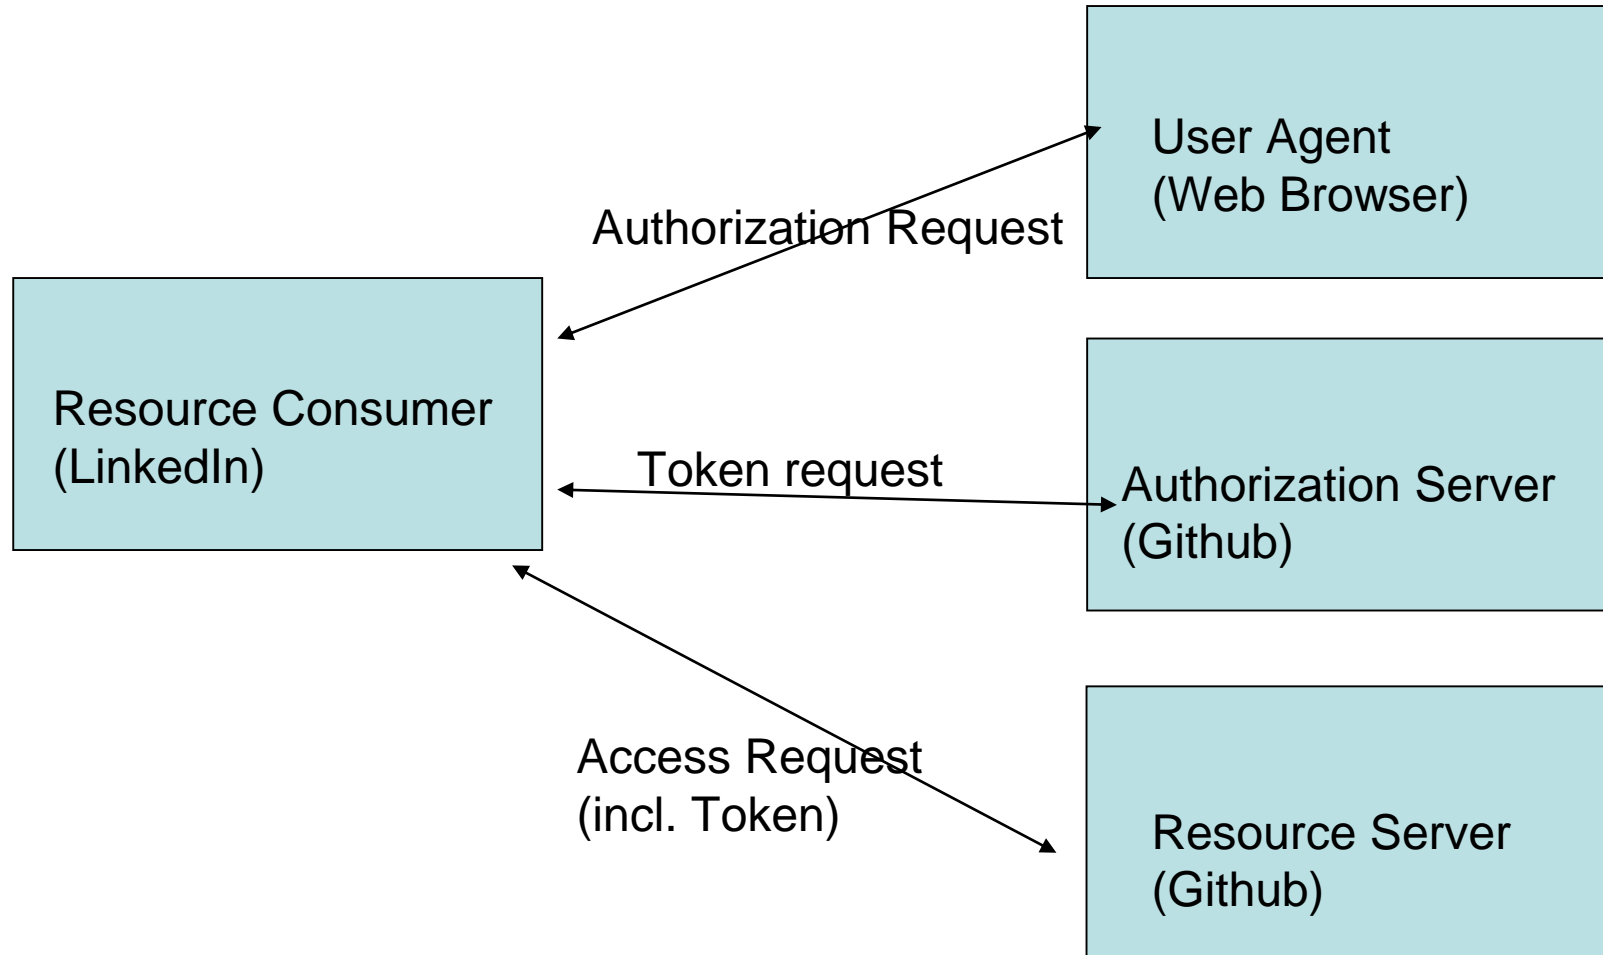 User Agent
(Web Browser)
Authorization Request
Resource Consumer
(LinkedIn)
Token request
Authorization Server
(Github)
Access Request
(incl. Token)
Resource Server
(Github)